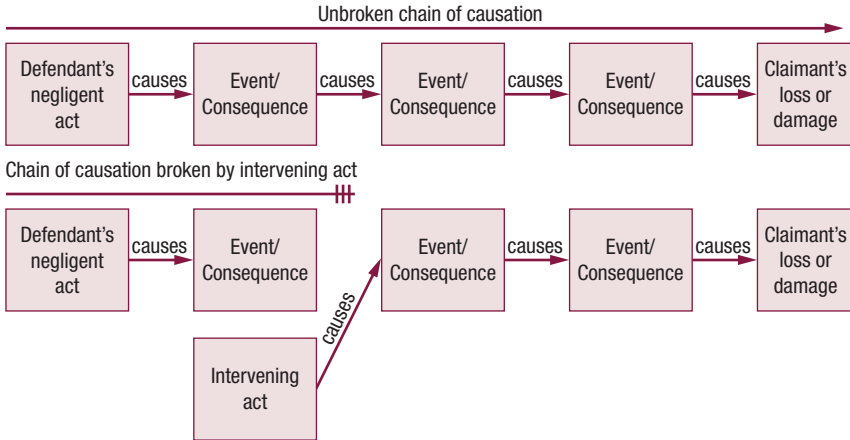 Unbroken chain of causation
Defendant's
negligent
act
causes
Event/
Consequence
causes
Event/
Consequence
causes
Event/
Consequence
causes
Claimant's
loss or
damage
Chain of causation broken by intervening act
Defendant's
negligent
act
causes
Event/
Consequence
Event/
Consequence
causes
Event/
Consequence
causes
Claimant's
loss or
damage
causes
Intervening
act